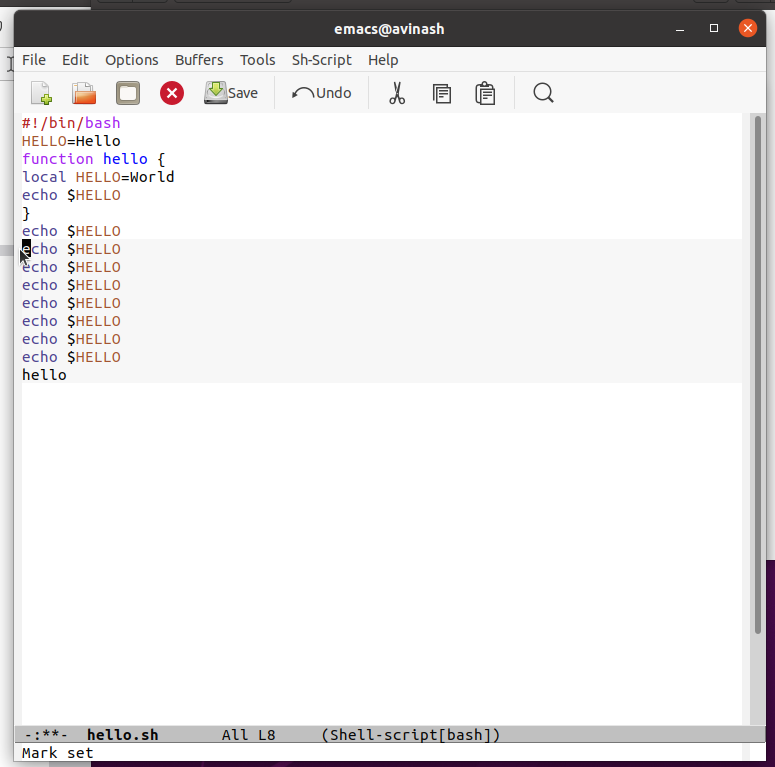 emacs@avinash
File Edit Options Buffers Tools Sh-Script Help
Save Undo
#!/bin/bash
HELLO=Hello
function hello {
local HELLO=World
echo $HELLO
}
echo $HELLO
echo $HELLO
echo $HELLO
echo $HELLO
echo $HELLO
echo $HELLO
echo $HELLO
echo $HELLO
hello
-:**- hello.sh All L8 (Shell-script[bash])
Mark set